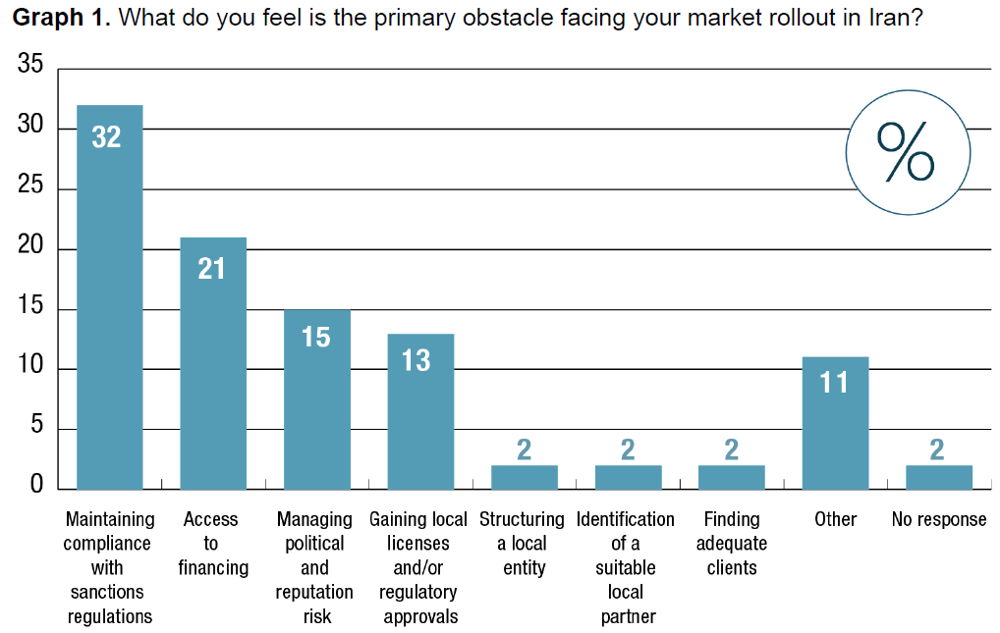 Graph 1. What do you feel is the primary obstacle facing your market rollout in Iran?
35
30
25
20
15
10
5
0
%
32
21
15
13
2
2
2
11
2
Maintaining
compliance
with
sanctions
regulations
Access
to
financing
Managing
political
and
reputation
risk
Gaining local
licenses
and/or
regulatory
approvals
Structuring
a local
entity
Identification
of a
suitable
local
partner
Finding
adequate
clients
Other
No response